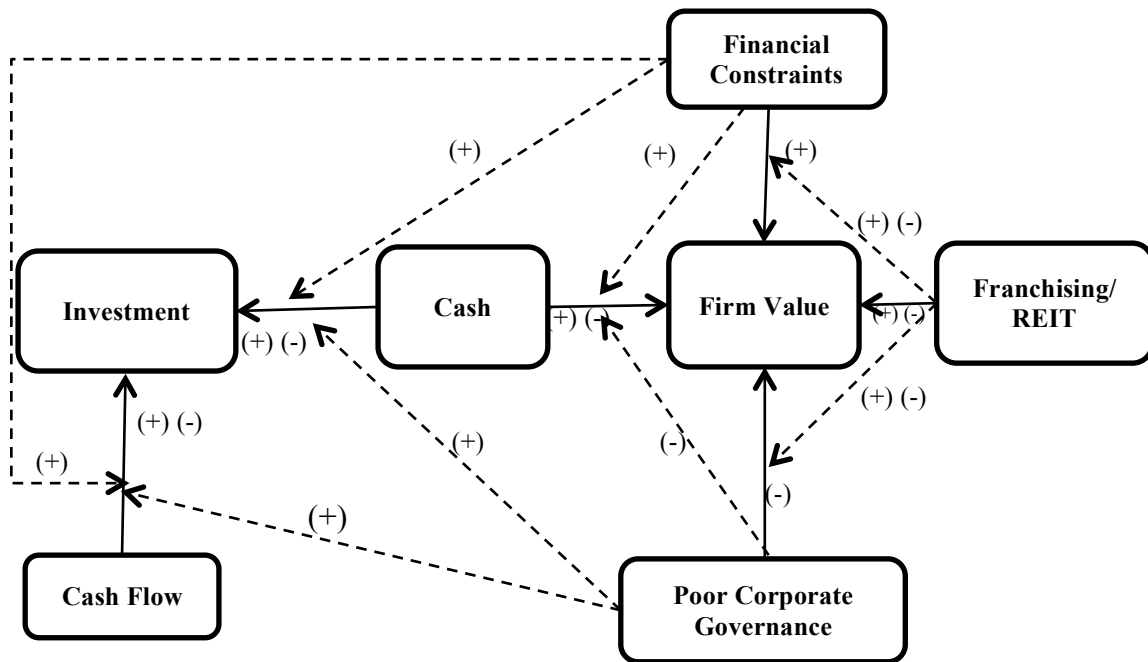 Financial
Constraints
(+)
(+)
(+)
(+) (-)
Investment
Cash
Firm Value
Franchising/
REIT
(+) (-)
(+) (-)
(+) (-)
(+) (-)
(+) (-)
(+)
(-)
(+)
(-)
(+)
Cash Flow
Poor Corporate
Governance